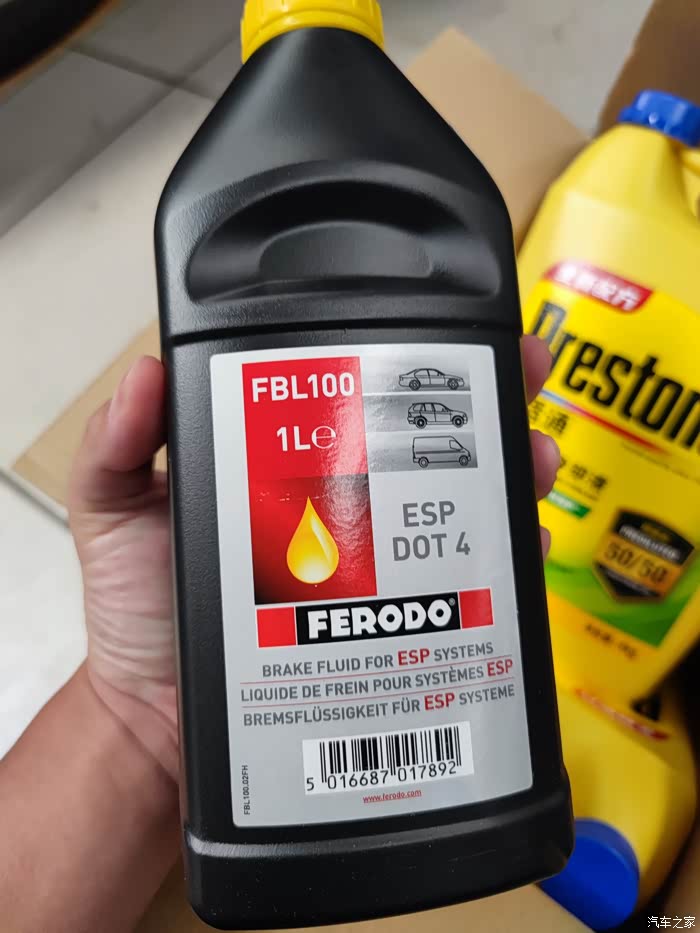 FBL100
1L℮
ESP
DOT 4
FERODO®
BRAKE FLUID FOR ESP SYSTEMS
LIQUIDE DE FREIN POUR SYSTÈMES ESP
BREMSFLÜSSIGKEIT FÜR ESP SYSTEME
5 016687 017892
www.ferodo.com
FBL100.02FH
Preston
50/50
汽车之家